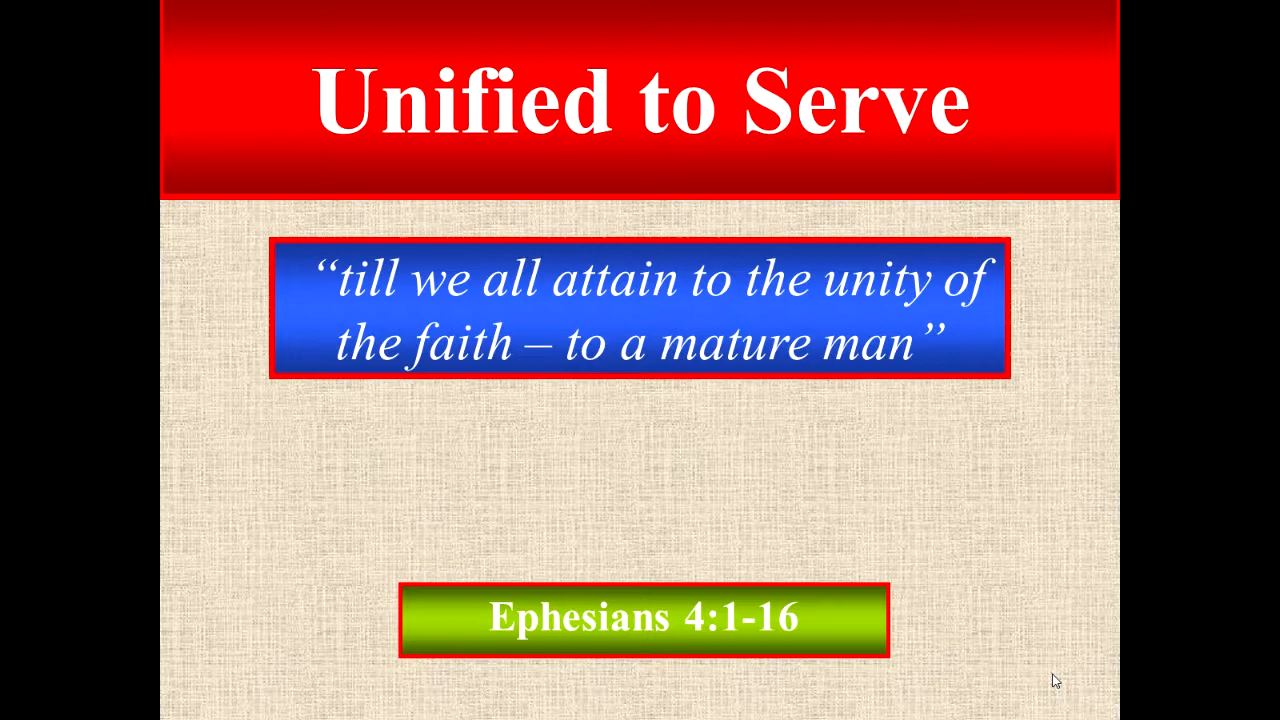 Unified to Serve
“till we all attain to the unity of
the faith – to a mature man”
Ephesians 4:1-16